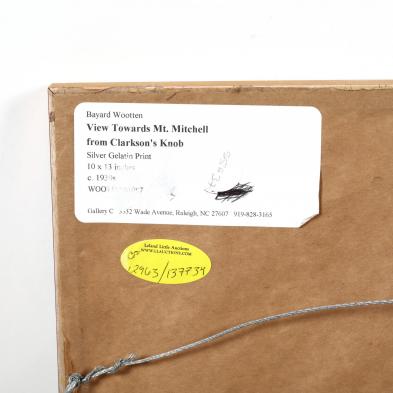 Bayard Wootten
View Towards Mt. Mitchell
from Clarkson's Knob
Silver Gelatin Print
10 x 13 inches
c. 1930s
Gallery C 3532 Wade Avenue, Raleigh, NC 27607 919-828-3165
Leland Little Auctions
WWW.LLAUCTIONS.COM
12963/137734